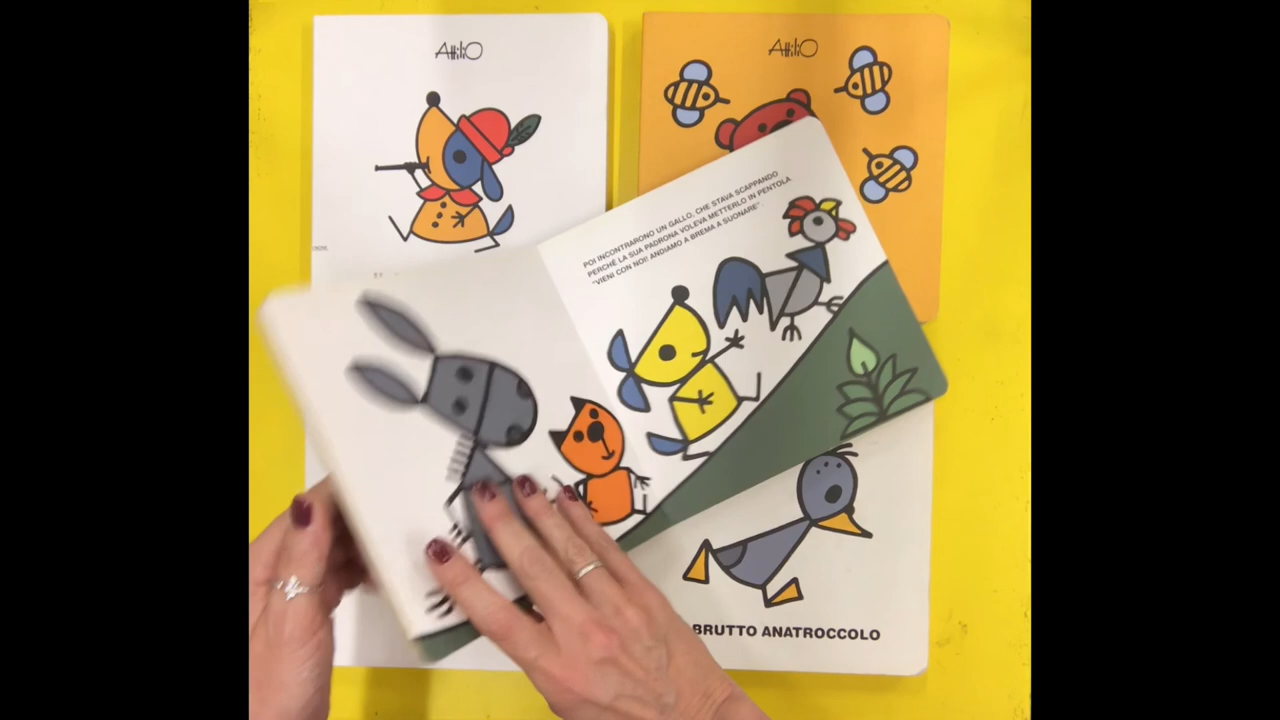 AttiliO
AttiliO
POI INCONTRARONO UN GALLO, CHE STAVA SCAPPANDO
PERCHÉ LA SUA PADRONA VOLEVA METTERLO IN PENTOLA.
"VIENI CON NOI! ANDIAMO A BREMA A SUONARE".
BRUTTO ANATROCCOLO